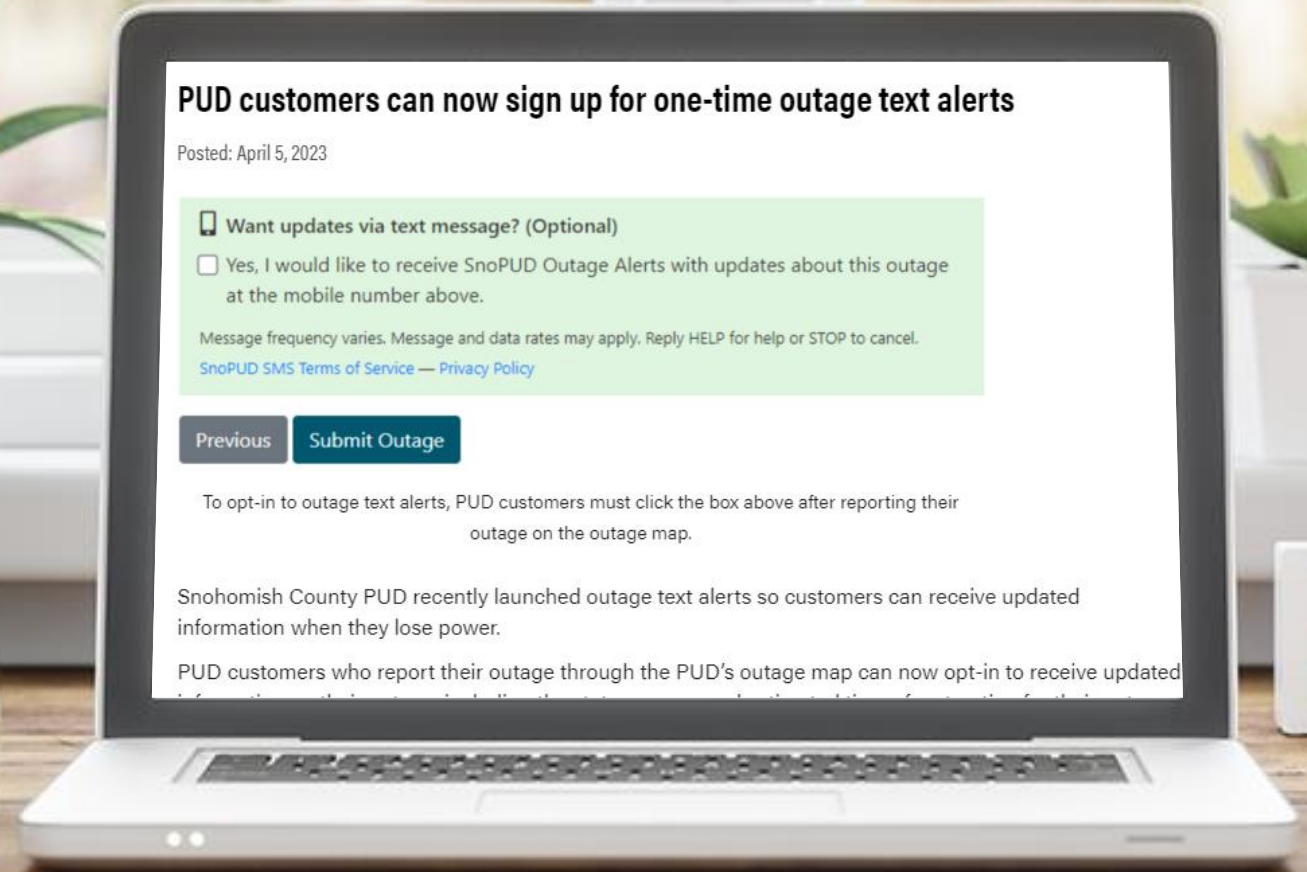 PUD customers can now sign up for one-time outage text alerts
Posted: April 5, 2023
Want updates via text message? (Optional)
Yes, I would like to receive SnoPUD Outage Alerts with updates about this outage
at the mobile number above.
Message frequency varies. Message and data rates may apply. Reply HELP for help or STOP to cancel.
SnoPUD SMS Terms of Service — Privacy Policy
Previous Submit Outage
To opt-in to outage text alerts, PUD customers must click the box above after reporting their
outage on the outage map.
Snohomish County PUD recently launched outage text alerts so customers can receive updated
information when they lose power.
PUD customers who report their outage through the PUD's outage map can now opt-in to receive updated